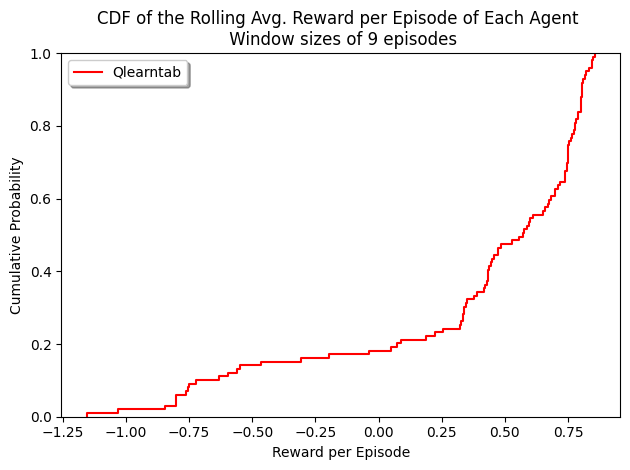 CDF of the Rolling Avg. Reward per Episode of Each Agent
Window sizes of 9 episodes
Qlearntab
1.0
0.8
0.6
0.4
0.2
0.0
Cumulative Probability
−1.25 −1.00 −0.75 −0.50 −0.25 0.00 0.25 0.50 0.75
Reward per Episode